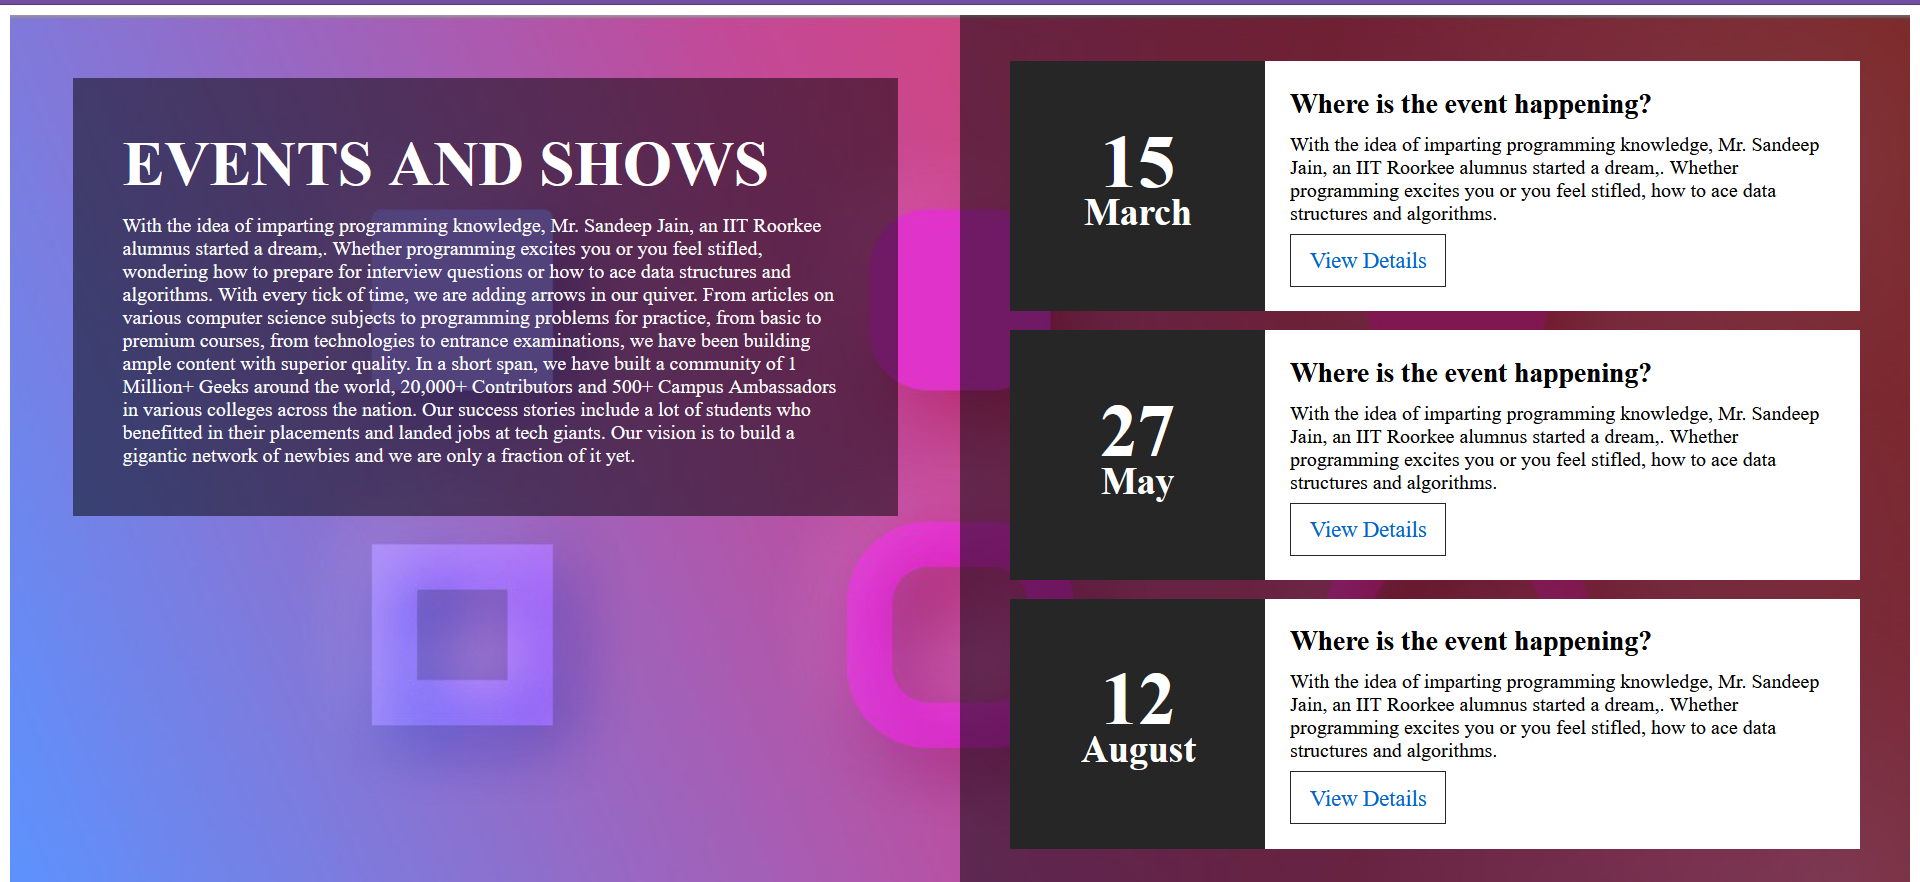 EVENTS AND SHOWS
With the idea of imparting programming knowledge, Mr. Sandeep Jain, an IIT Roorkee
alumnus started a dream,. Whether programming excites you or you feel stifled,
wondering how to prepare for interview questions or how to ace data structures and
algorithms. With every tick of time, we are adding arrows in our quiver. From articles on
various computer science subjects to programming problems for practice, from basic to
premium courses, from technologies to entrance examinations, we have been building
ample content with superior quality. In a short span, we have built a community of 1
Million+ Geeks around the world, 20,000+ Contributors and 500+ Campus Ambassadors
in various colleges across the nation. Our success stories include a lot of students who
benefitted in their placements and landed jobs at tech giants. Our vision is to build a
gigantic network of newbies and we are only a fraction of it yet.
15
March
Where is the event happening?
With the idea of imparting programming knowledge, Mr. Sandeep
Jain, an IIT Roorkee alumnus started a dream,. Whether
programming excites you or you feel stifled, how to ace data
structures and algorithms.
View Details
27
May
Where is the event happening?
With the idea of imparting programming knowledge, Mr. Sandeep
Jain, an IIT Roorkee alumnus started a dream,. Whether
programming excites you or you feel stifled, how to ace data
structures and algorithms.
View Details
12
August
Where is the event happening?
With the idea of imparting programming knowledge, Mr. Sandeep
Jain, an IIT Roorkee alumnus started a dream,. Whether
programming excites you or you feel stifled, how to ace data
structures and algorithms.
View Details